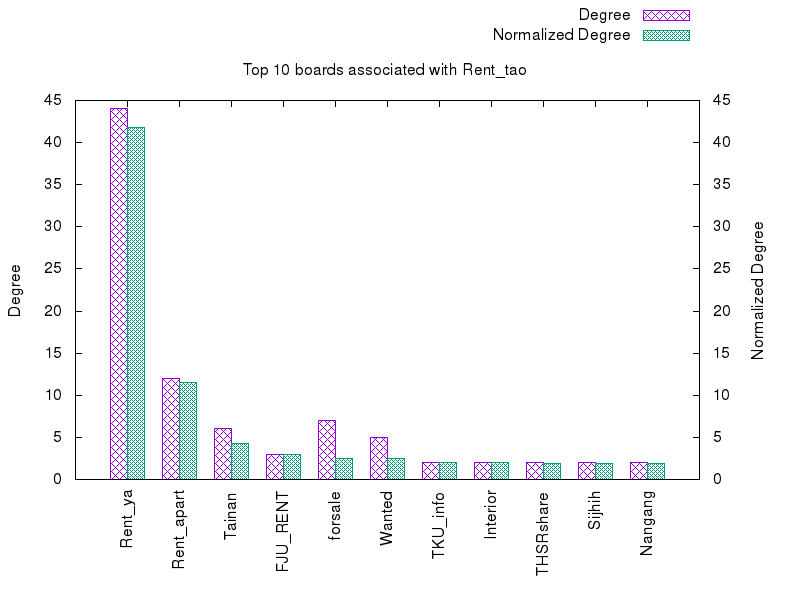 Degree
Normalized Degree
Top 10 boards associated with Rent_tao
45 45
40 40
35 35
30 30
25 25
20 20
15 15
10 10
5 5
0 0
Degree
Normalized Degree
Rent_ya
Rent_apart
Tainan
FJU_RENT
forsale
Wanted
TKU_info
Interior
THSRshare
Sijhih
Nangang